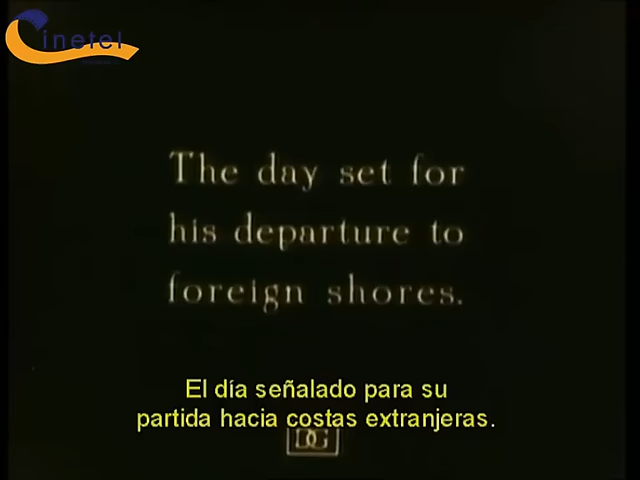 Cinetel
The day set for
his departure to
foreign shores.
El día señalado para su
partida hacia costas extranjeras.
DG